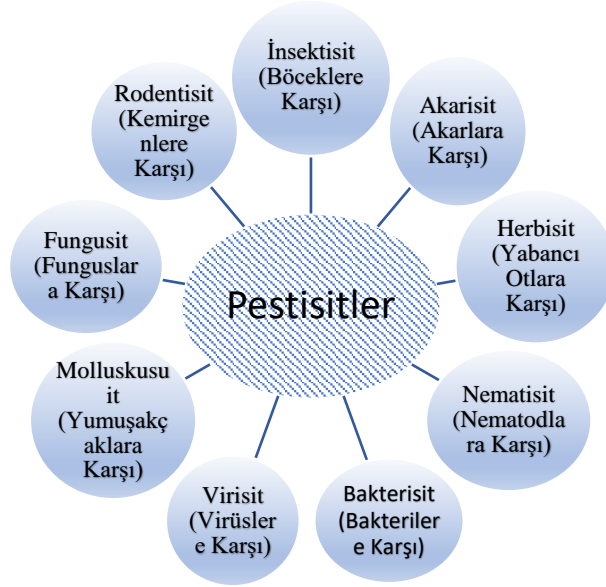 İnsektisit
(Böceklere
Karşı)
Akarisit
(Akarlara
Karşı)
Herbisit
(Yabancı
Otlara
Karşı)
Nematisit
(Nematodla
ra Karşı)
Bakterisit
(Bakteriler
e Karşı)
Virisit
(Virüsler
e Karşı)
Molluskusu
it
(Yumuşakç
aklara
Karşı)
Fungusit
(Funguslar
a Karşı)
Rodentisit
(Kemirge
nlere
Karşı)
Pestisitler